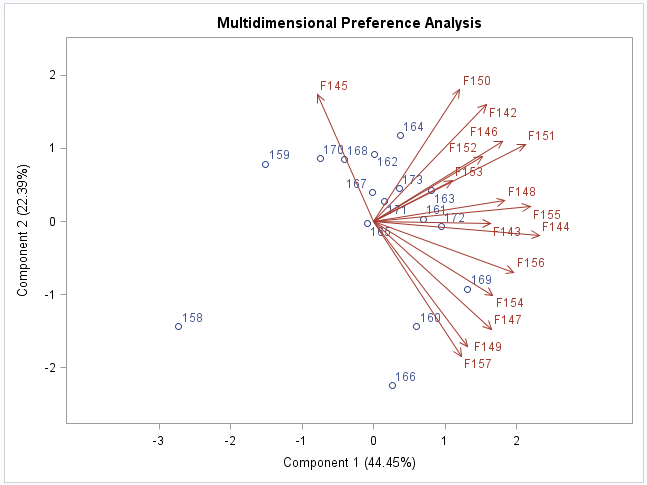 Multidimensional Preference Analysis
Component 2 (22.39%)
2
1
0
-1
-2
F145
F150
F142
164
F146
F151
F152
170
168
159
162
F153
173
167
163
F148
171
161
172
F155
165
F143
F144
F156
169
F154
158
160
F147
F149
F157
166
-3
-2
-1
0
1
2
Component 1 (44.45%)